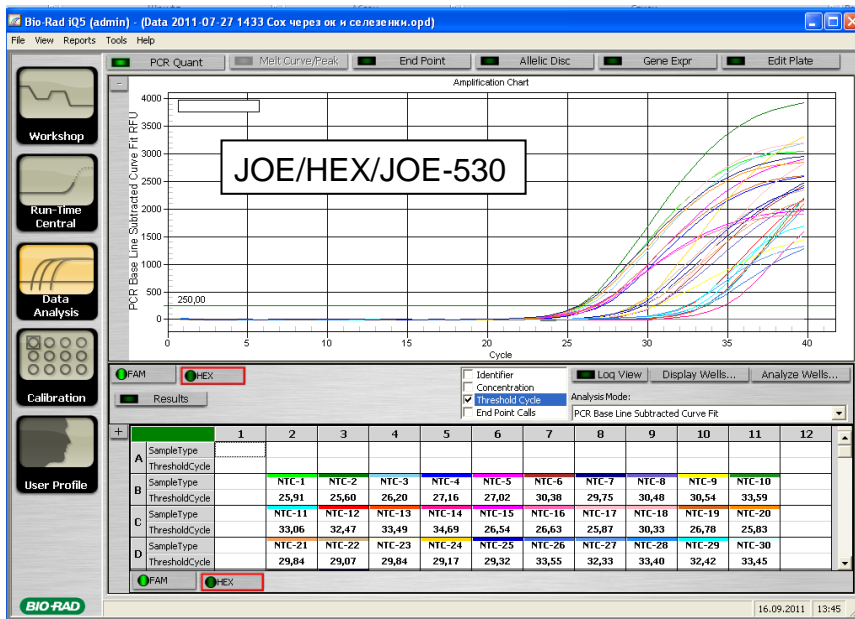 Bio-Rad iQ5 (admin) - (Data 2011-07-27 1433 Cox через ок и селезенки.opd)
File View Reports Tools Help
PCR Quant Melt Curve/Peak End Point Allelic Disc Gene Expr Edit Plate
Workshop
Run-Time Central
Data Analysis
Calibration
User Profile
Amplification Chart
PCR Base Line Subtracted Curve Fit RFU
4000
3500
3000
2500
2000
1500
1000
500
0
250,00
JOE/HEX/JOE-530
0 5 10 15 20 25 30 35 40
Cycle
FAM HEX
Results
Identifier
Concentration
Threshold Cycle
End Point Calls
Log View Display Wells... Analyze Wells...
Analysis Mode:
PCR Base Line Subtracted Curve Fit
+ 1 2 3 4 5 6 7 8 9 10 11 12
A SampleType
ThresholdCycle
B SampleType NTC-1 NTC-2 NTC-3 NTC-4 NTC-5 NTC-6 NTC-7 NTC-8 NTC-9 NTC-10
ThresholdCycle 25,91 25,60 26,20 27,16 27,02 30,38 29,75 30,48 30,54 33,59
C SampleType NTC-11 NTC-12 NTC-13 NTC-14 NTC-15 NTC-16 NTC-17 NTC-18 NTC-19 NTC-20
ThresholdCycle 33,06 32,47 33,49 34,69 26,54 26,63 25,87 30,33 26,78 25,83
D SampleType NTC-21 NTC-22 NTC-23 NTC-24 NTC-25 NTC-26 NTC-27 NTC-28 NTC-29 NTC-30
ThresholdCycle 29,84 29,07 29,84 29,17 29,32 33,55 32,33 33,40 32,42 33,45
FAM HEX
BIO-RAD
16.09.2011 13:45